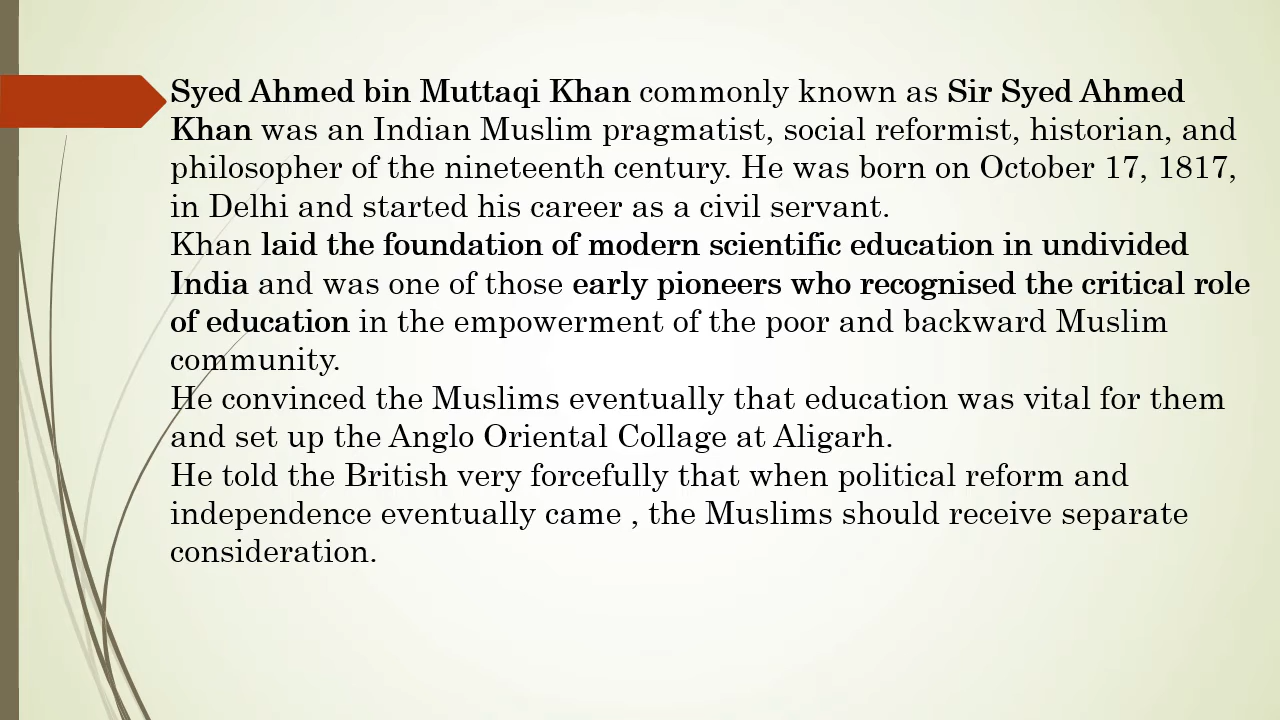 Syed Ahmed bin Muttaqi Khan commonly known as Sir Syed Ahmed
Khan was an Indian Muslim pragmatist, social reformist, historian, and
philosopher of the nineteenth century. He was born on October 17, 1817,
in Delhi and started his career as a civil servant.
Khan laid the foundation of modern scientific education in undivided
India and was one of those early pioneers who recognised the critical role
of education in the empowerment of the poor and backward Muslim
community.
He convinced the Muslims eventually that education was vital for them
and set up the Anglo Oriental Collage at Aligarh.
He told the British very forcefully that when political reform and
independence eventually came , the Muslims should receive separate
consideration.